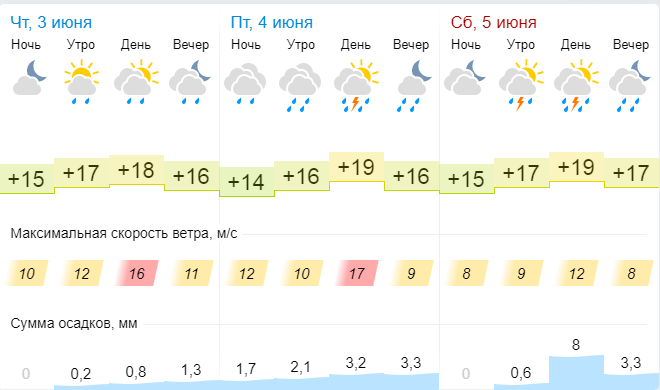 Чт, 3 июня Пт, 4 июня Сб, 5 июня
Ночь Утро День Вечер Ночь Утро День Вечер Ночь Утро День Вечер
+15 +17 +18 +16 +14 +16 +19 +16 +15 +17 +19 +17
Максимальная скорость ветра, м/с
10 12 16 11 12 10 17 9 8 9 12 8
Сумма осадков, мм
0 0,2 0,8 1,3 1,7 2,1 3,2 3,3 0 0,6 8 3,3